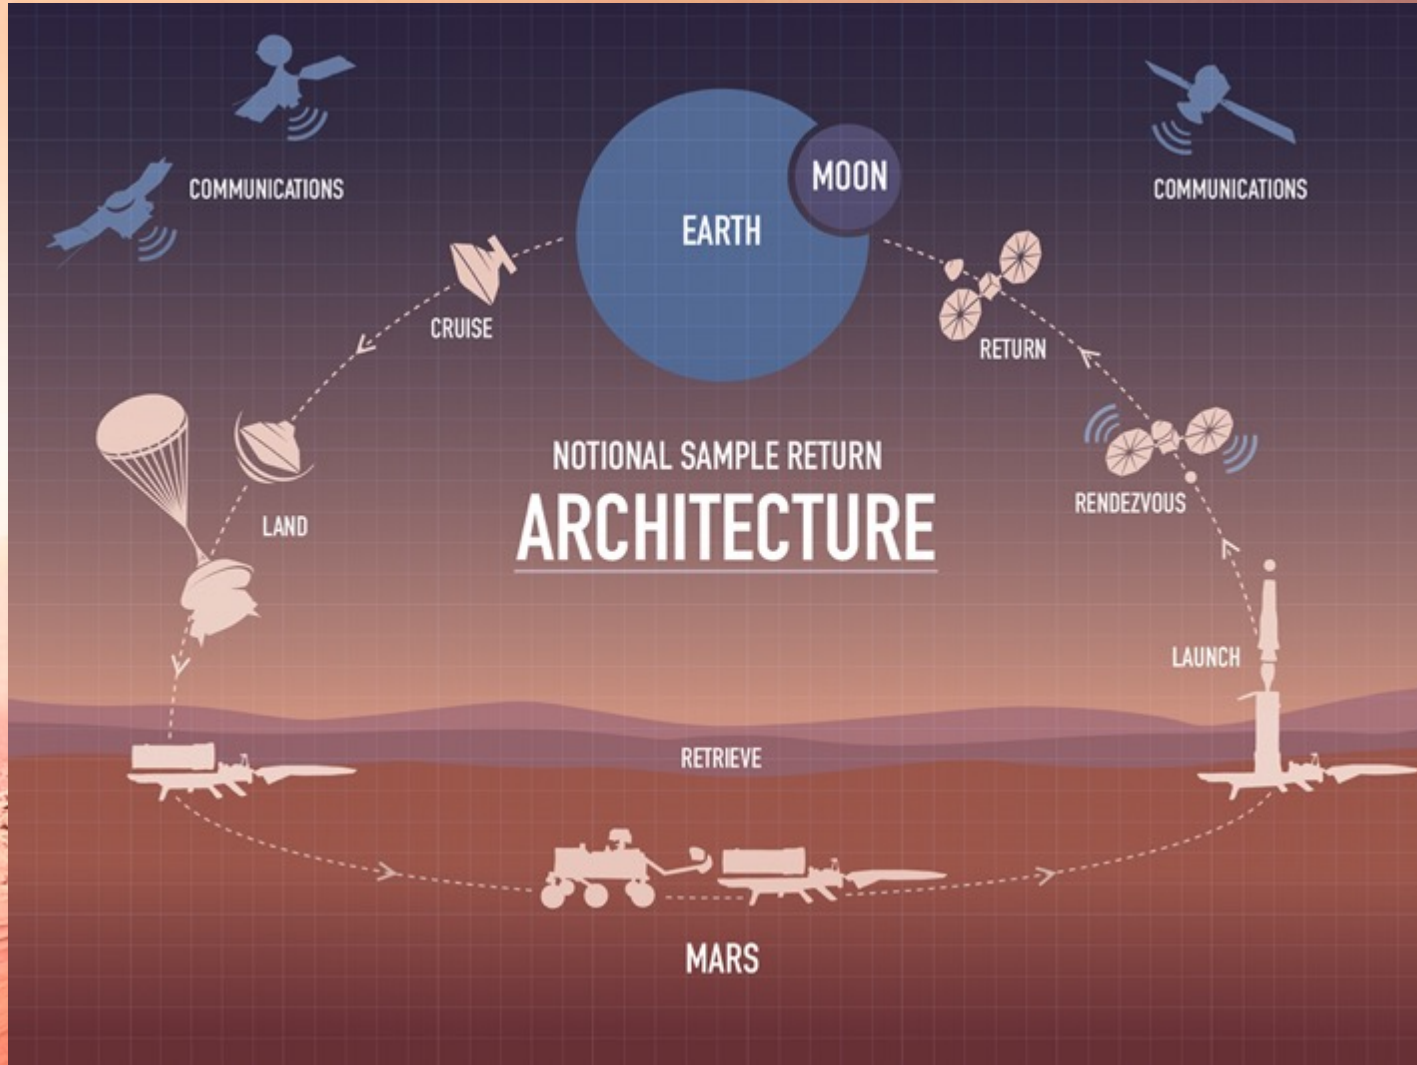 COMMUNICATIONS
COMMUNICATIONS
MOON
EARTH
CRUISE
RETURN
NOTIONAL SAMPLE RETURN
ARCHITECTURE
RENDEZVOUS
LAND
LAUNCH
RETRIEVE
MARS